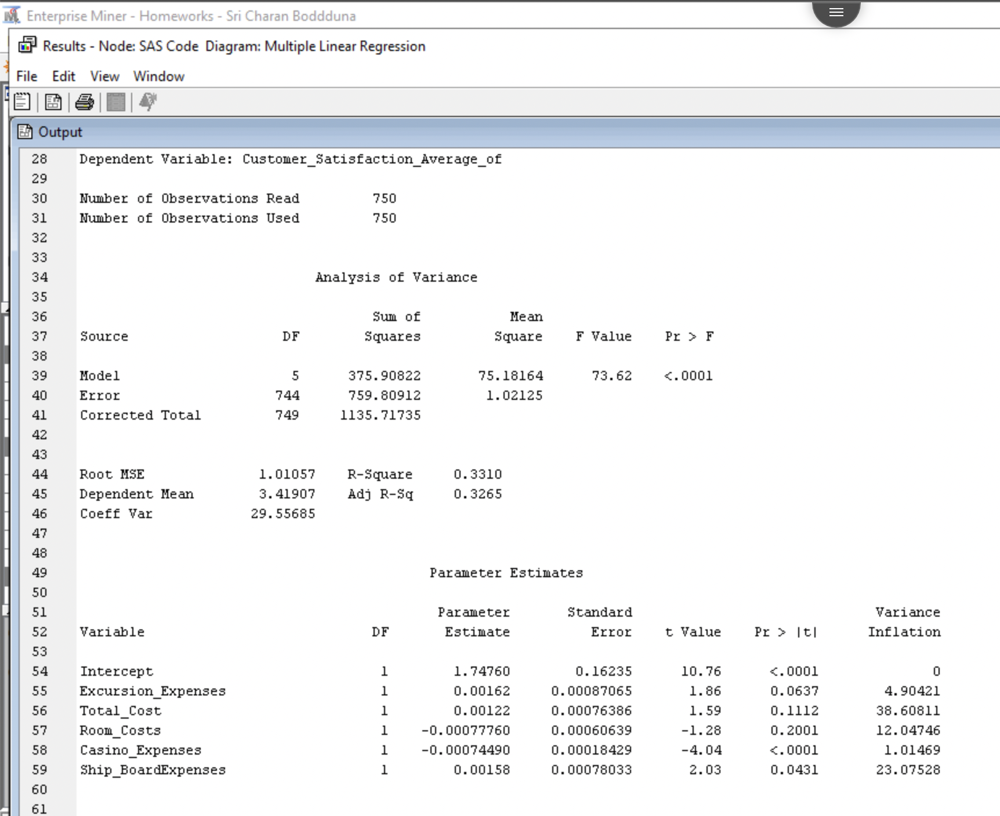 Enterprise Miner - Homeworks - Sri Charan Boddduna
Results - Node: SAS Code  Diagram: Multiple Linear Regression
File Edit View Window
Output
28 Dependent Variable: Customer_Satisfaction_Average_of
29
30 Number of Observations Read 750
31 Number of Observations Used 750
32
33
34 Analysis of Variance
35
36 Sum of Mean
37 Source DF Squares Square F Value Pr > F
38
39 Model 5 375.90822 75.18164 73.62 <.0001
40 Error 744 759.80912 1.02125
41 Corrected Total 749 1135.71735
42
43
44 Root MSE 1.01057 R-Square 0.3310
45 Dependent Mean 3.41907 Adj R-Sq 0.3265
46 Coeff Var 29.55685
47
48
49 Parameter Estimates
50
51 Parameter Standard Variance
52 Variable DF Estimate Error t Value Pr > |t| Inflation
53
54 Intercept 1 1.74760 0.16235 10.76 <.0001 0
55 Excursion_Expenses 1 0.00162 0.00087065 1.86 0.0637 4.90421
56 Total_Cost 1 0.00122 0.00076386 1.59 0.1112 38.60811
57 Room_Costs 1 -0.00077760 0.00060639 -1.28 0.2001 12.04746
58 Casino_Expenses 1 -0.00074490 0.00018429 -4.04 <.0001 1.01469
59 Ship_BoardExpenses 1 0.00158 0.00078033 2.03 0.0431 23.07528
60
61